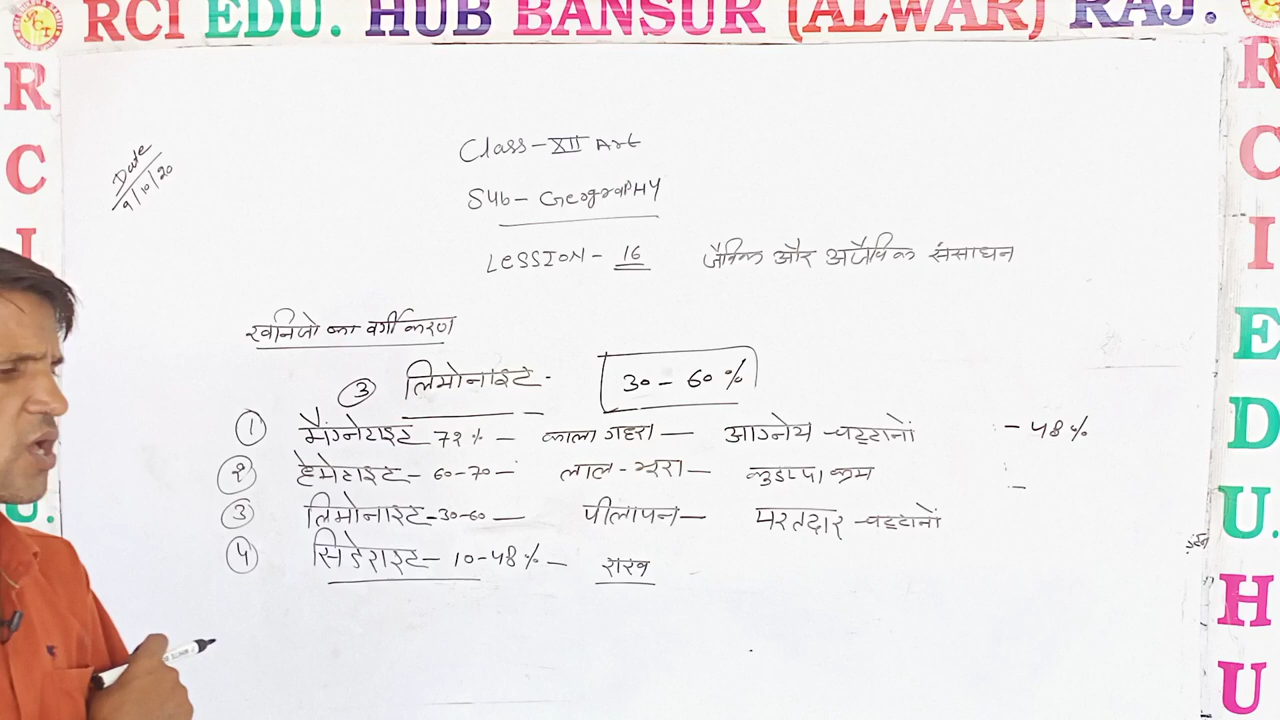 RCI EDU. HUB BANSUR (ALWAR) RAJ.
Date
9/10/20
Class-XII Art
Sub- GeograPHY
LESSION- 16 जैविक और अजैविक संसाधन
खनिजो का वर्गीकरण
③ लिमोनाइट- 30-60%
① मैग्नेटाइट 72%- काला गहरा- आग्नेय चट्टानों -48%
② हेमेटाइट-60-70- लाल-भूरा- कुडप्पा क्रम
③ लिमोनाइट-30-60- पीलापन- परतदार चट्टानों
④ सिडेराइट-10-48%- राख
R
C
I
U.
R
C
I
E
D
U.
H
U